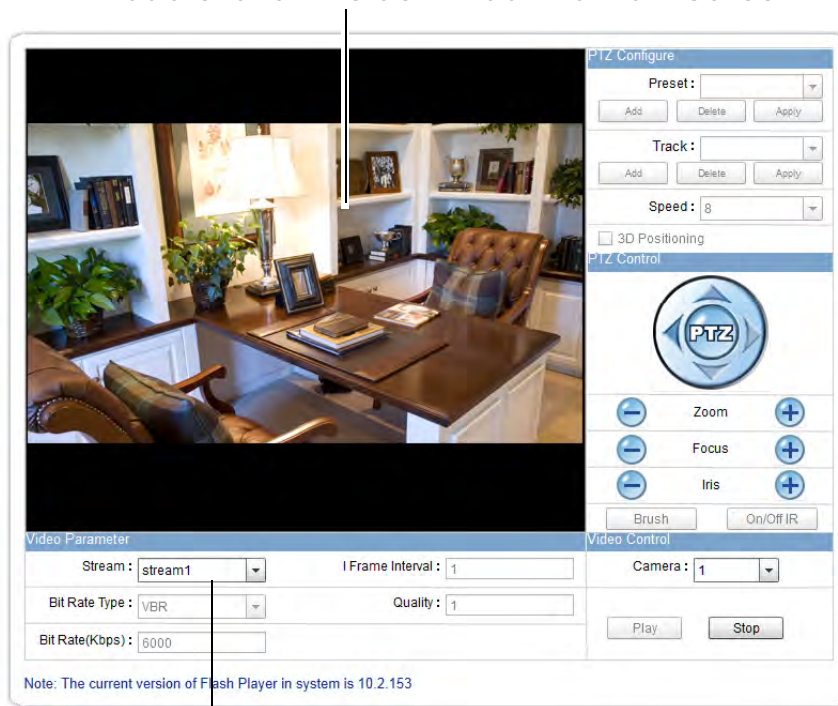 PTZ Configure
Preset :
Add Delete Apply
Track :
Add Delete Apply
Speed : 8
3D Positioning
PTZ Control
PTZ
Zoom
Focus
Iris
Brush On/Off IR
Video Parameter
Stream : stream1
I Frame Interval : 1
Bit Rate Type : VBR
Quality : 1
Bit Rate(Kbps) : 6000
Video Control
Camera : 1
Play Stop
Note: The current version of Flash Player in system is 10.2.153